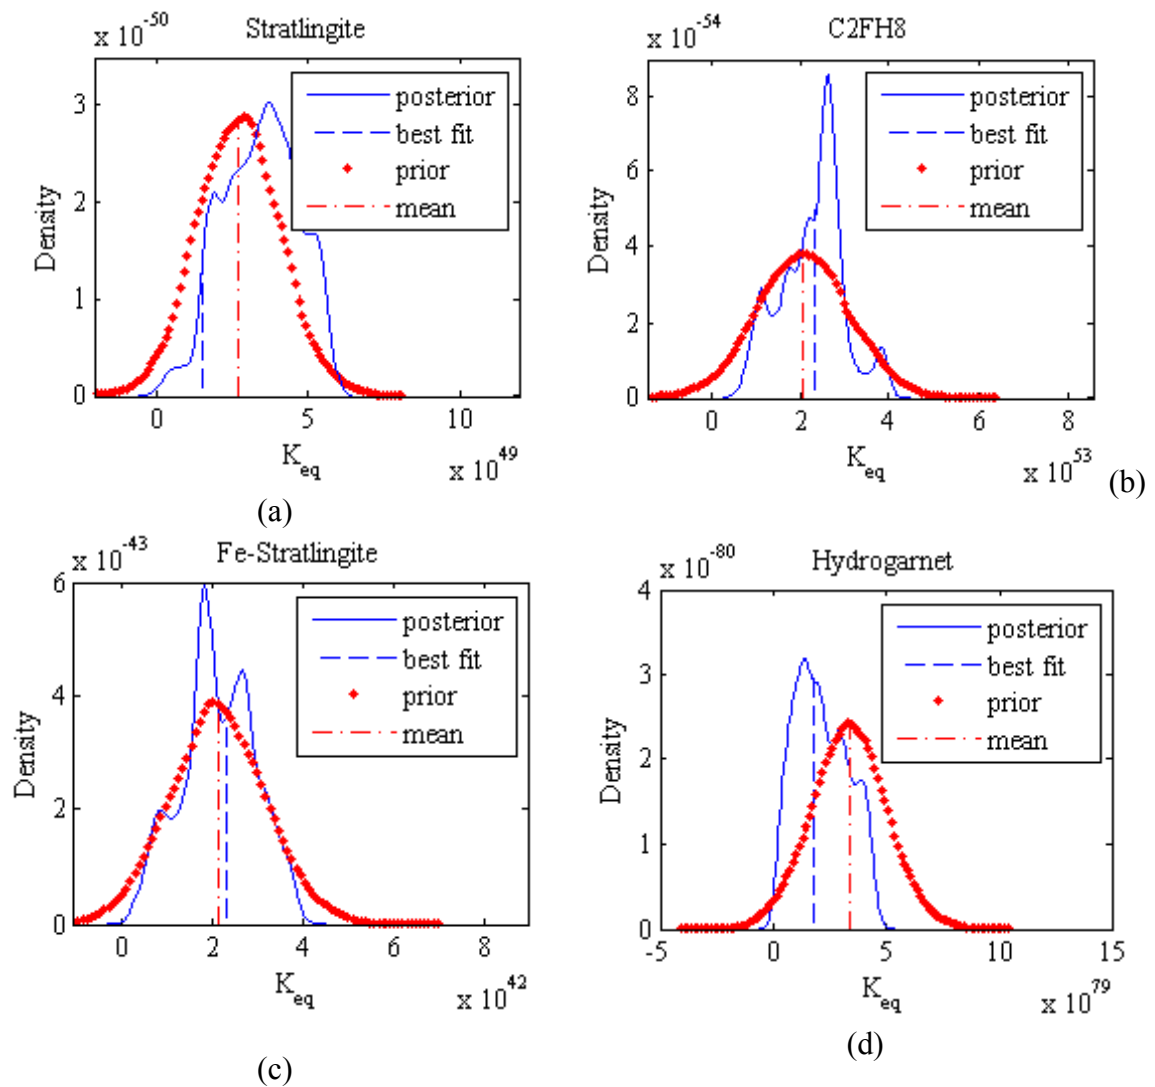 x 10^-50
Stratlingite
3
2
1
0
Density
posterior
best fit
prior
mean
0 5 10
K_eq
x 10^49
(a)
x 10^-54
C2FH8
8
6
4
2
0
Density
posterior
best fit
prior
mean
0 2 4 6 8
K_eq
x 10^53
(b)
x 10^-43
Fe-Stratlingite
6
4
2
0
Density
posterior
best fit
prior
mean
0 2 4 6 8
K_eq
x 10^42
(c)
x 10^-80
Hydrogarnet
4
3
2
1
0
Density
posterior
best fit
prior
mean
-5 0 5 10 15
K_eq
x 10^79
(d)